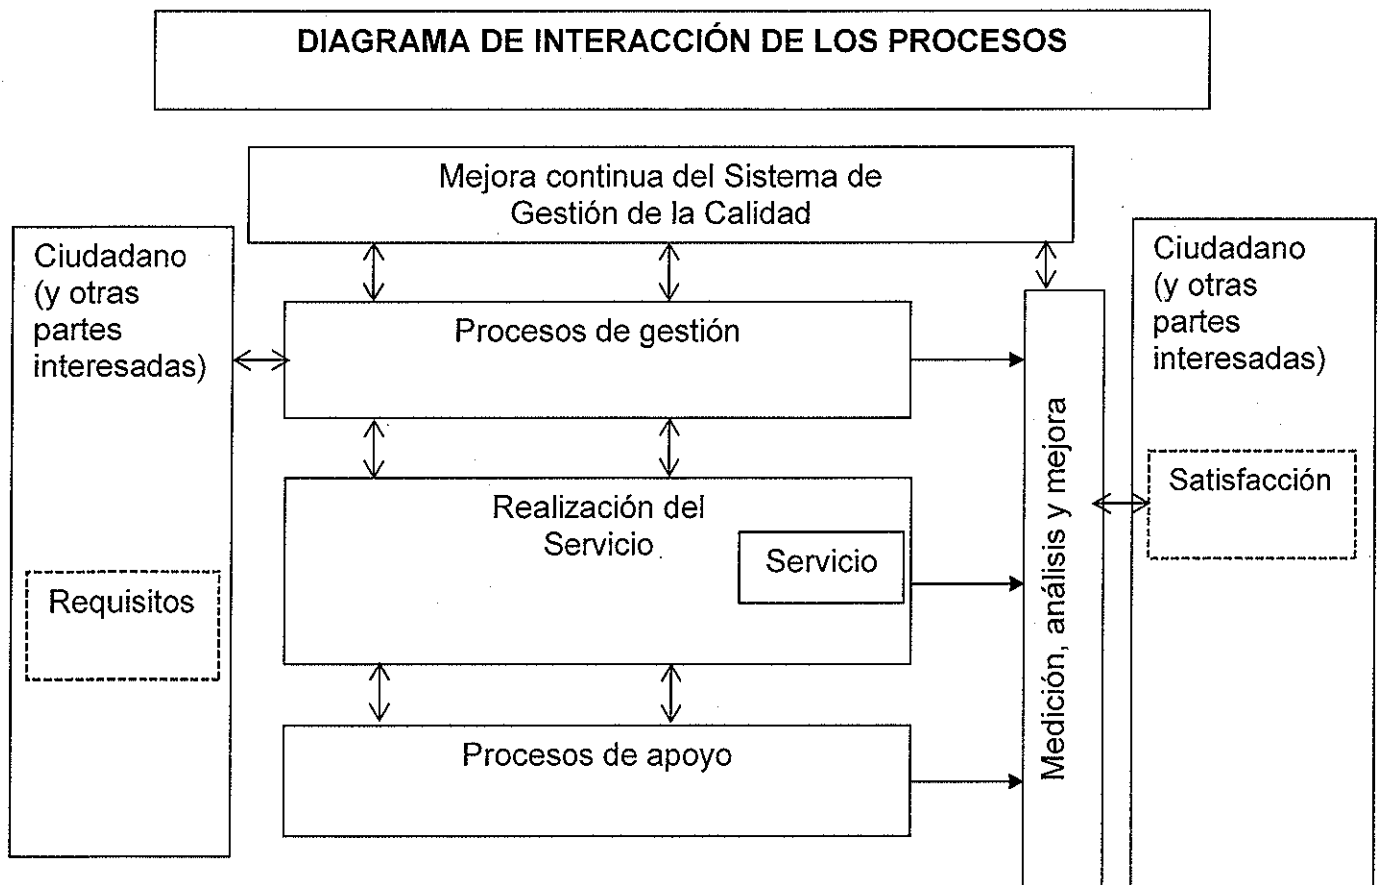 DIAGRAMA DE INTERACCIÓN DE LOS PROCESOS
Mejora continua del Sistema de
Gestión de la Calidad
Ciudadano
(y otras
partes
interesadas)
Requisitos
Procesos de gestión
Realización del
Servicio
Servicio
Procesos de apoyo
Medición, análisis y mejora
Ciudadano
(y otras
partes
interesadas)
Satisfacción